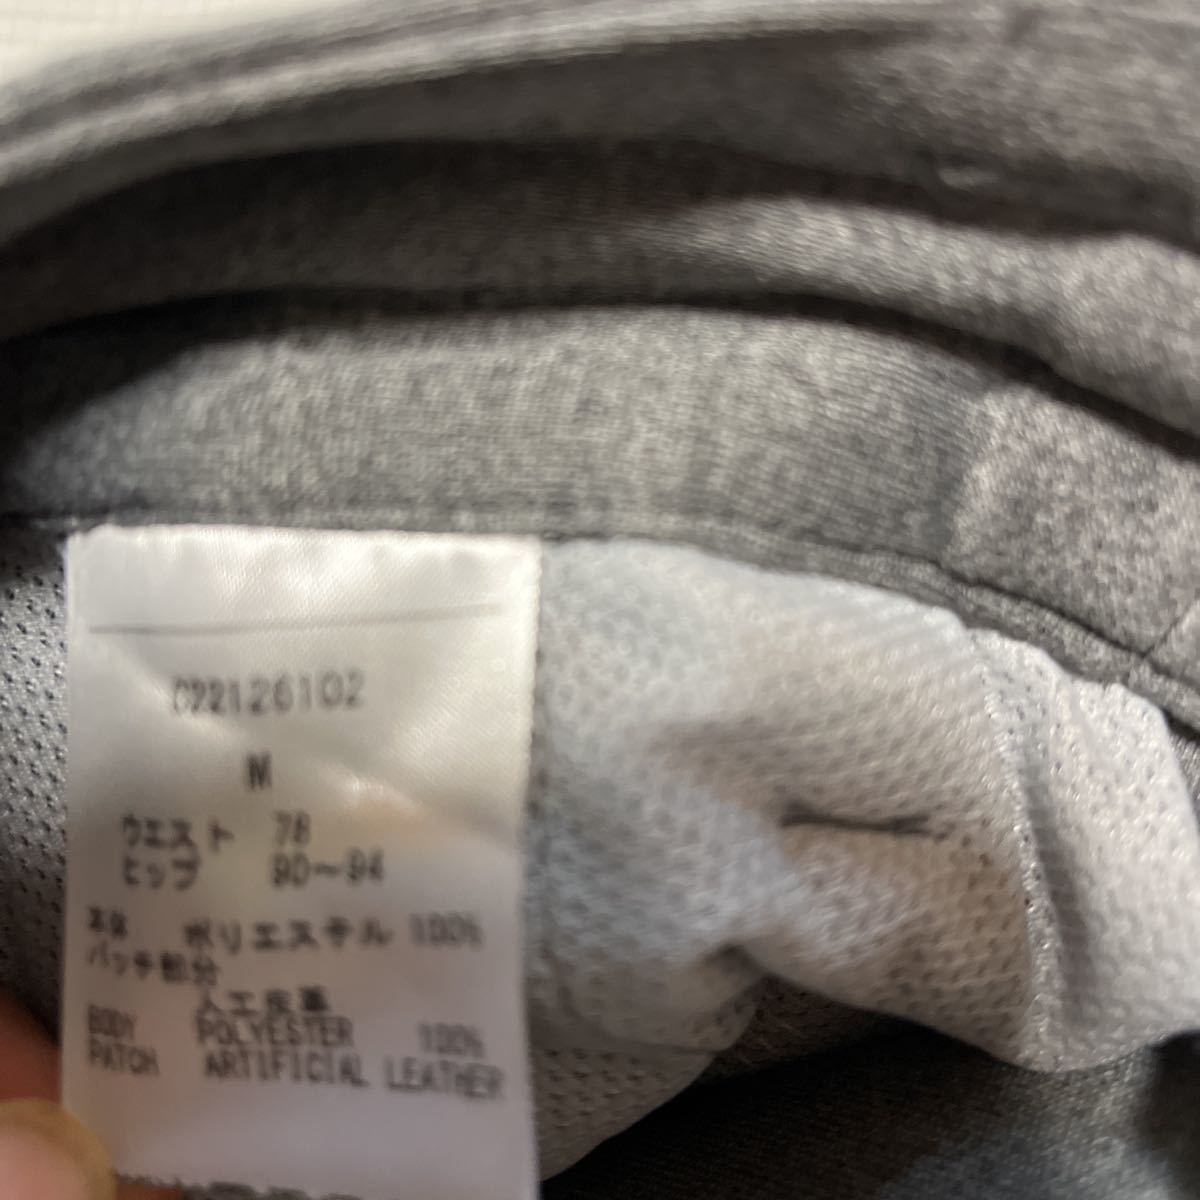 C22126102
M
ウエスト 78
ヒップ 90〜94
本体 ポリエステル 100%
パッチ部分
人工皮革
BODY POLYESTER 100%
PATCH ARTIFICIAL LEATHER